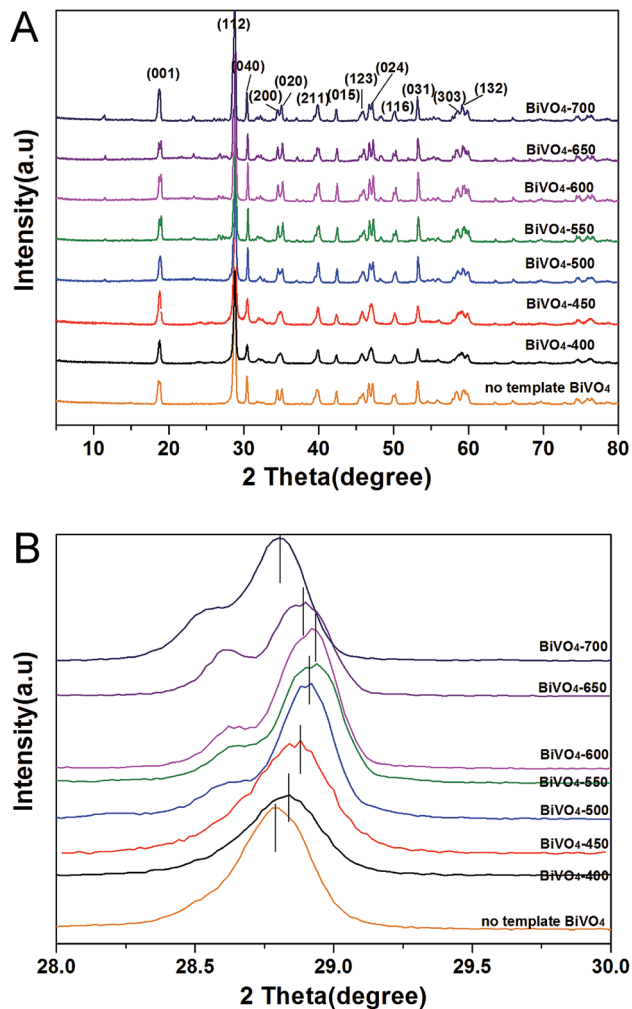 A
Intensity(a.u)
(112)
(001)
(040)
(200)
(020)
(211)
(015)
(123)
(024)
(116)
(031)
(303)
(132)
BiVO₄-700
BiVO₄-650
BiVO₄-600
BiVO₄-550
BiVO₄-500
BiVO₄-450
BiVO₄-400
no template BiVO₄
10 20 30 40 50 60 70 80
2 Theta(degree)
B
Intensity(a.u)
BiVO₄-700
BiVO₄-650
BiVO₄-600
BiVO₄-550
BiVO₄-500
BiVO₄-450
BiVO₄-400
no template BiVO₄
28.0 28.5 29.0 29.5 30.0
2 Theta(degree)